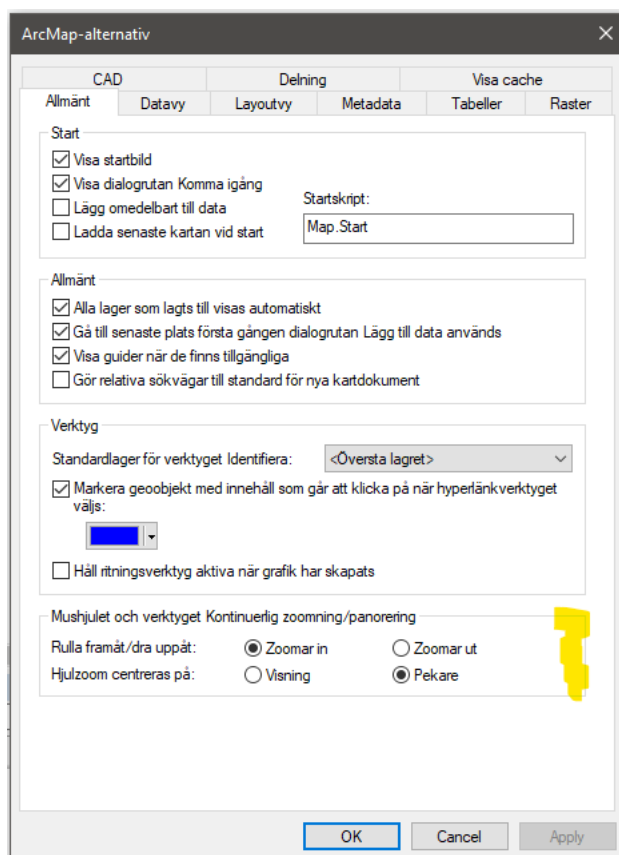 ArcMap-alternativ
CAD Delning Visa cache
Allmänt Datavy Layoutvy Metadata Tabeller Raster
Start
Visa startbild
Visa dialogrutan Komma igång
Lägg omedelbart till data
Ladda senaste kartan vid start
Startskript:
Map.Start
Allmänt
Alla lager som lagts till visas automatiskt
Gå till senaste plats första gången dialogrutan Lägg till data används
Visa guider när de finns tillgängliga
Gör relativa sökvägar till standard för nya kartdokument
Verktyg
Standardlager för verktyget Identifiera: <Översta lagret>
Markera geoobjekt med innehåll som går att klicka på när hyperlänkverktyget
väljs:
Håll ritningsverktyg aktiva när grafik har skapats
Mushjulet och verktyget Kontinuerlig zoomning/panorering
Rulla framåt/dra uppåt: Zoomar in Zoomar ut
Hjulzoom centreras på: Visning Pekare
OK Cancel Apply